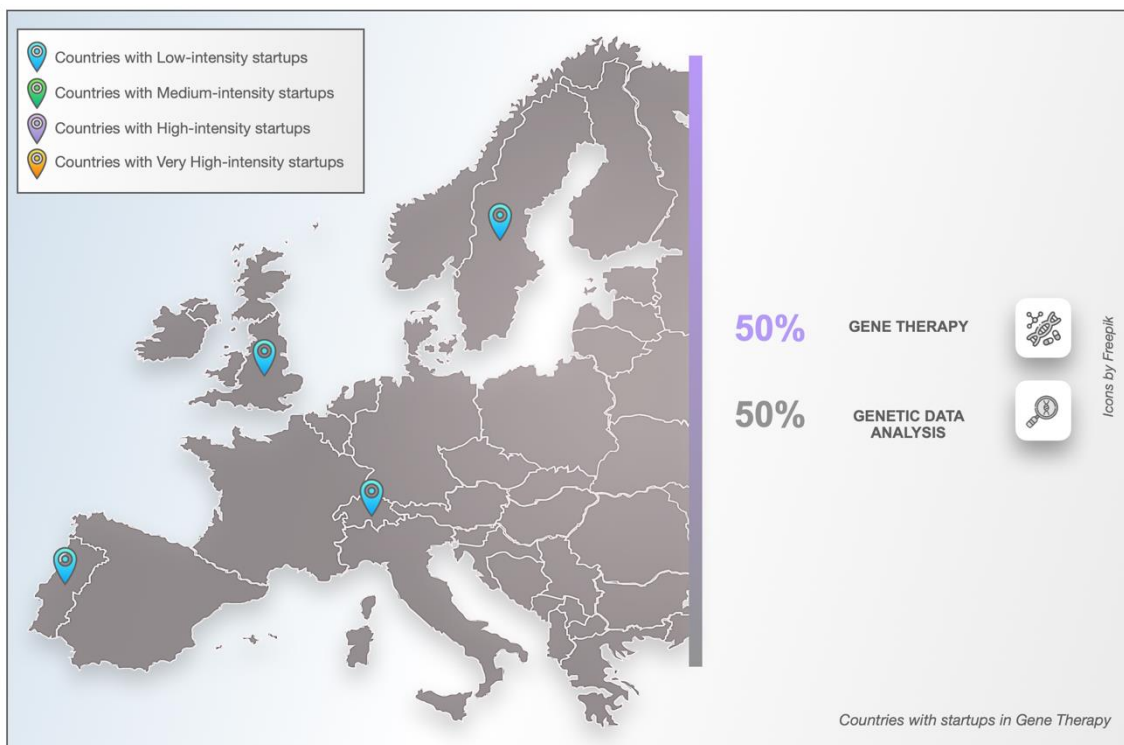 Countries with Low-intensity startups
Countries with Medium-intensity startups
Countries with High-intensity startups
Countries with Very High-intensity startups
50%
GENE THERAPY
50%
GENETIC DATA
ANALYSIS
Icons by Freepik
Countries with startups in Gene Therapy